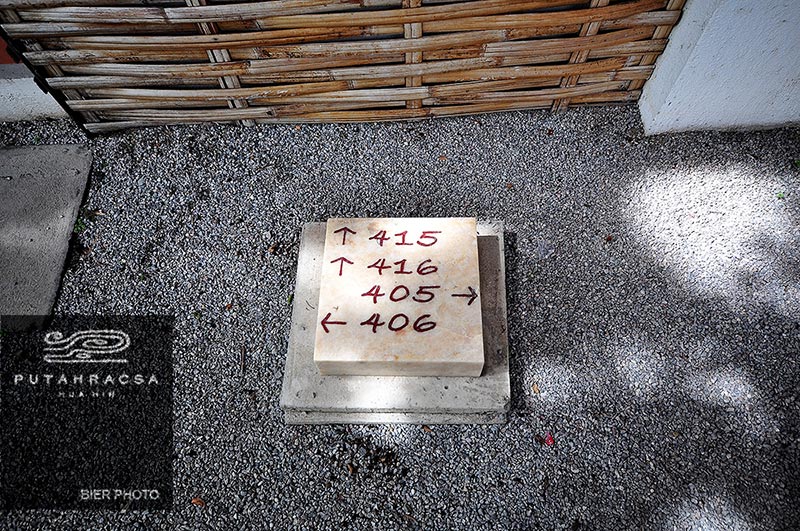 ↑ 415
↑ 416
405 →
← 406
PUTAHRACSA
HUA HIN
BIER PHOTO